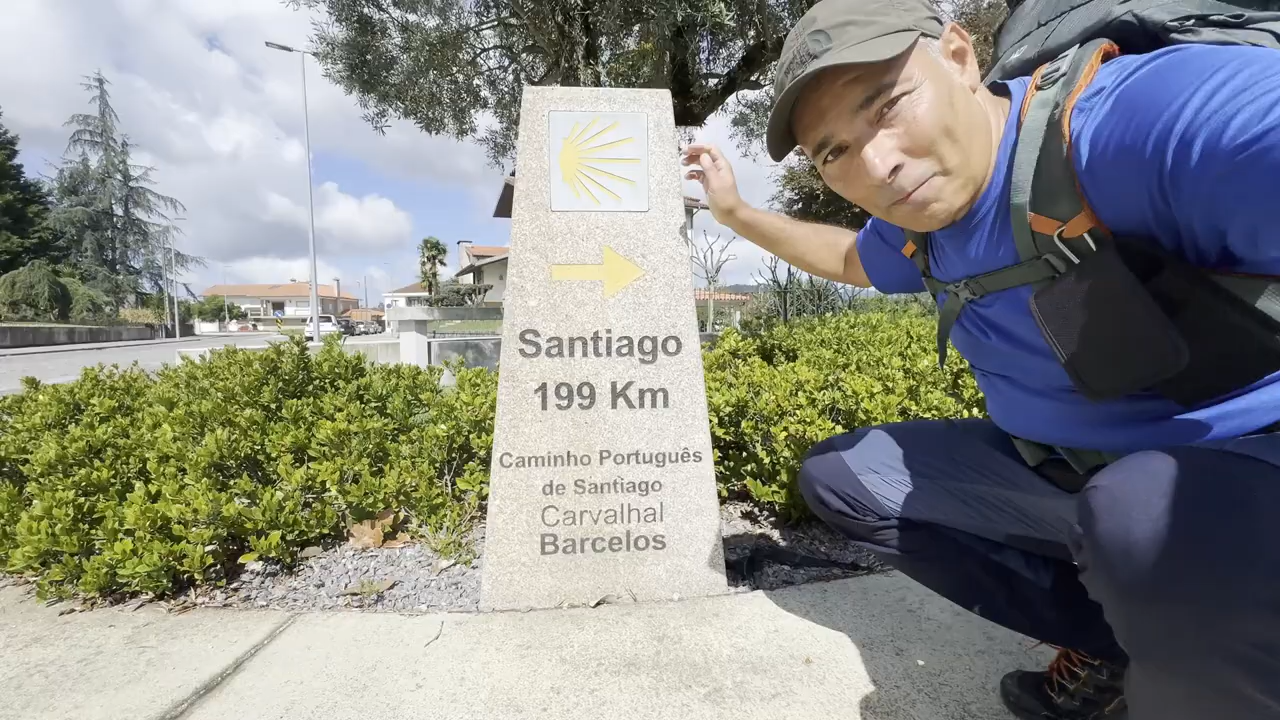 Santiago
199 Km
Caminho Português
de Santiago
Carvalhal
Barcelos